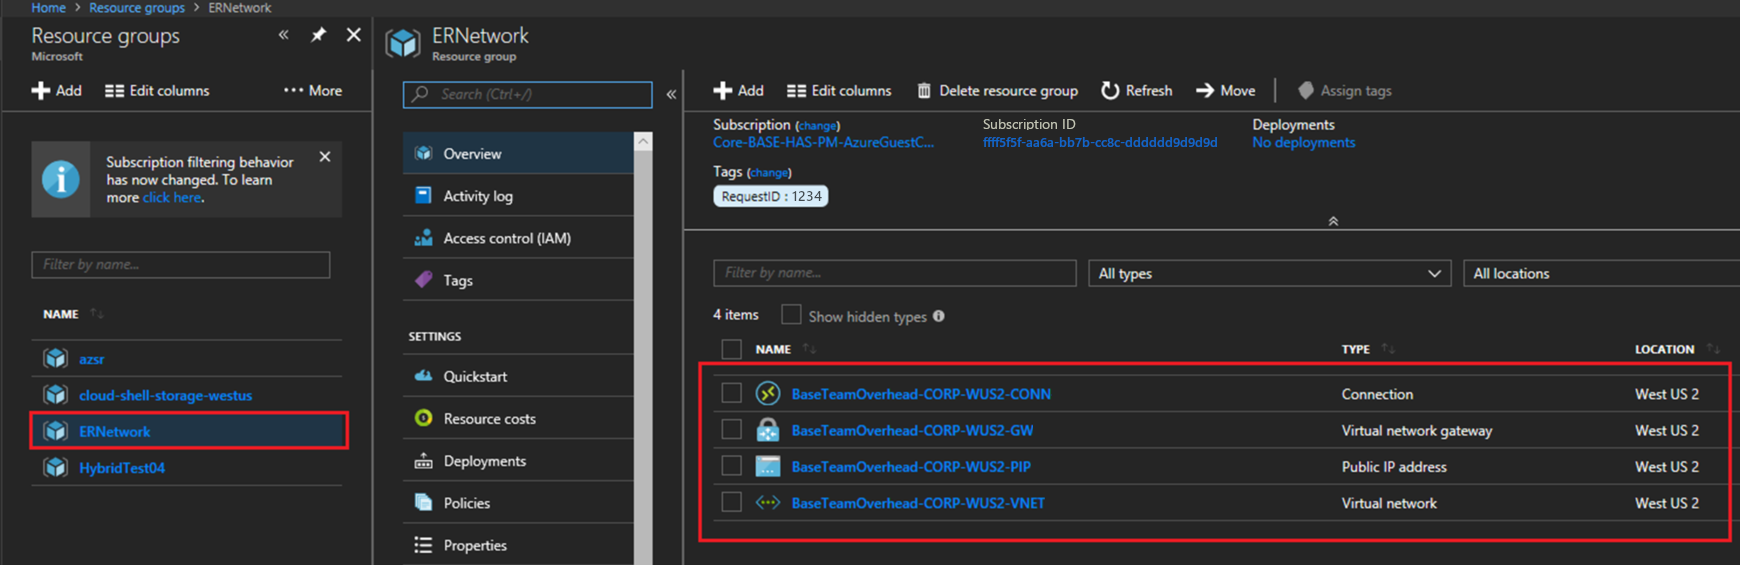 Home > Resource groups > ERNetwork
Resource groups
Microsoft
Add Edit columns ··· More
Subscription filtering behavior
has now changed. To learn
more click here.
Filter by name...
NAME
azsr
cloud-shell-storage-westus
ERNetwork
HybridTest04
ERNetwork
Resource group
Search (Ctrl+/)
Overview
Activity log
Access control (IAM)
Tags
SETTINGS
Quickstart
Resource costs
Deployments
Policies
Properties
Add Edit columns Delete resource group Refresh Move Assign tags
Subscription (change) Subscription ID Deployments
Core-BASE-HAS-PM-AzureGuestC... ffff5f5f-aa6a-bb7b-cc8c-dddddd9d9d9d No deployments
Tags (change)
RequestID : 1234
Filter by name... All types All locations
4 items Show hidden types
NAME TYPE LOCATION
BaseTeamOverhead-CORP-WUS2-CONN Connection West US 2
BaseTeamOverhead-CORP-WUS2-GW Virtual network gateway West US 2
BaseTeamOverhead-CORP-WUS2-PIP Public IP address West US 2
BaseTeamOverhead-CORP-WUS2-VNET Virtual network West US 2